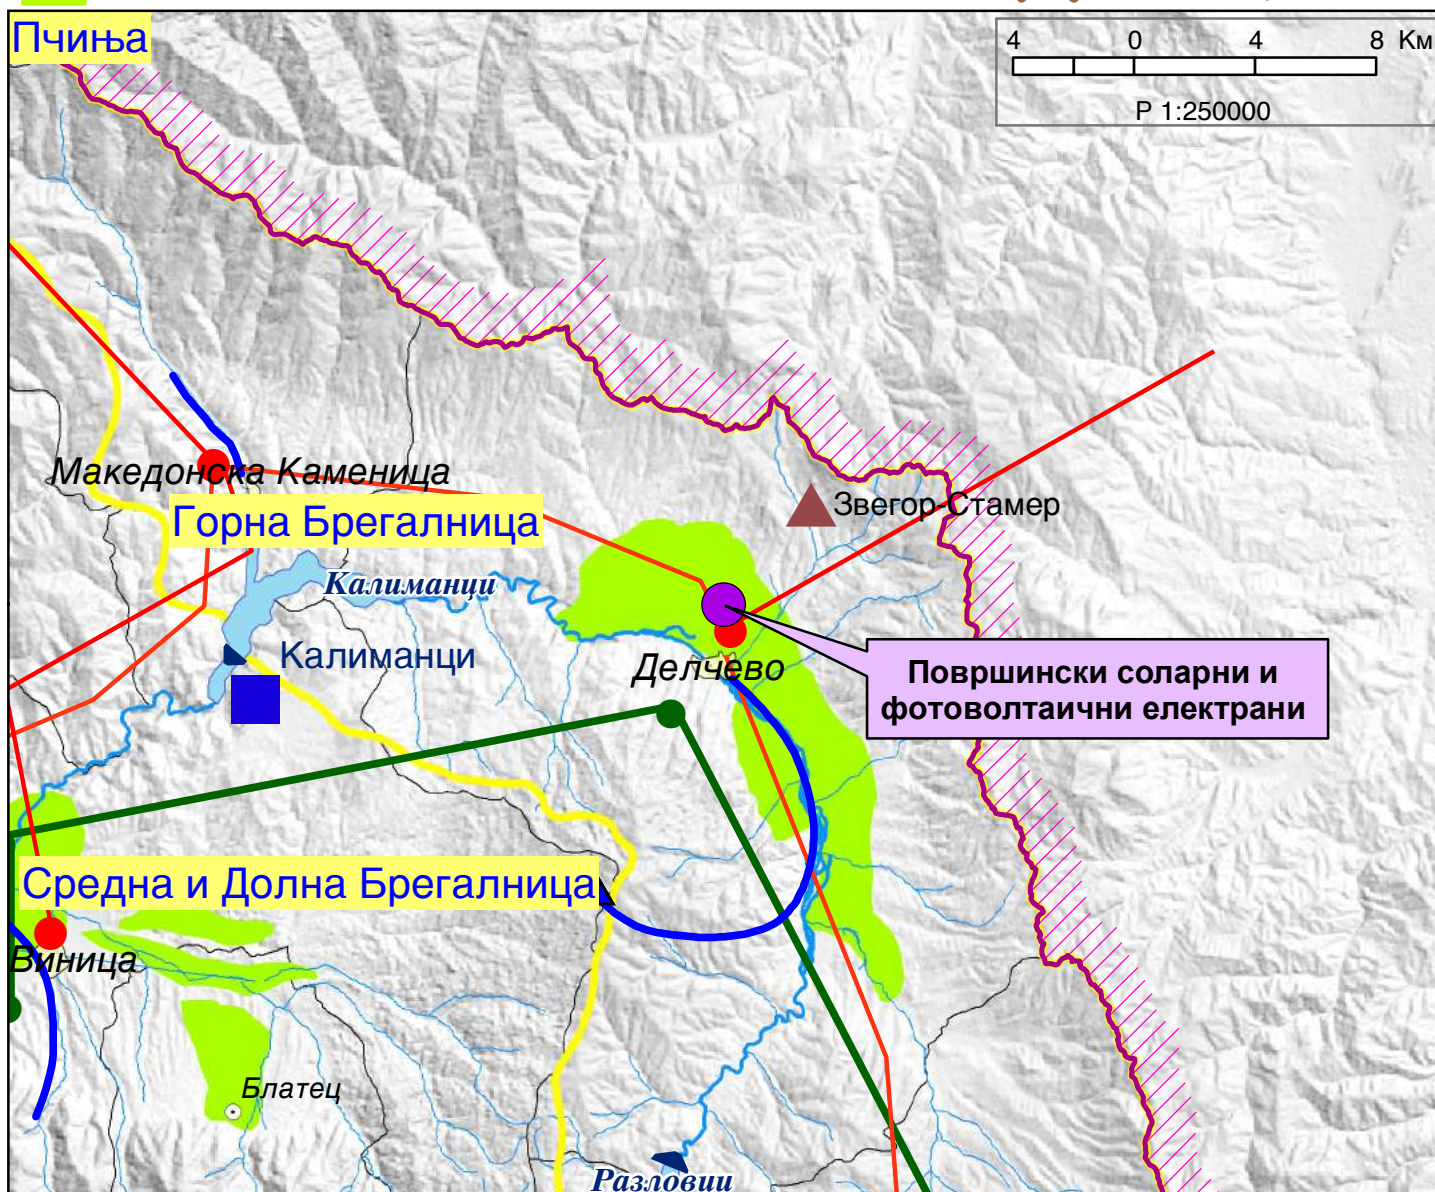 Пчиња
4 0 4 8 Км
Р 1:250000
Македонска Каменица
Звегор-Стамер
Горна Брегалница
Калиманци
Калиманци
Делчево
Површински соларни и
фотоволтаични електрани
Средна и Долна Брегалница
Виница
Блатец
Разловци